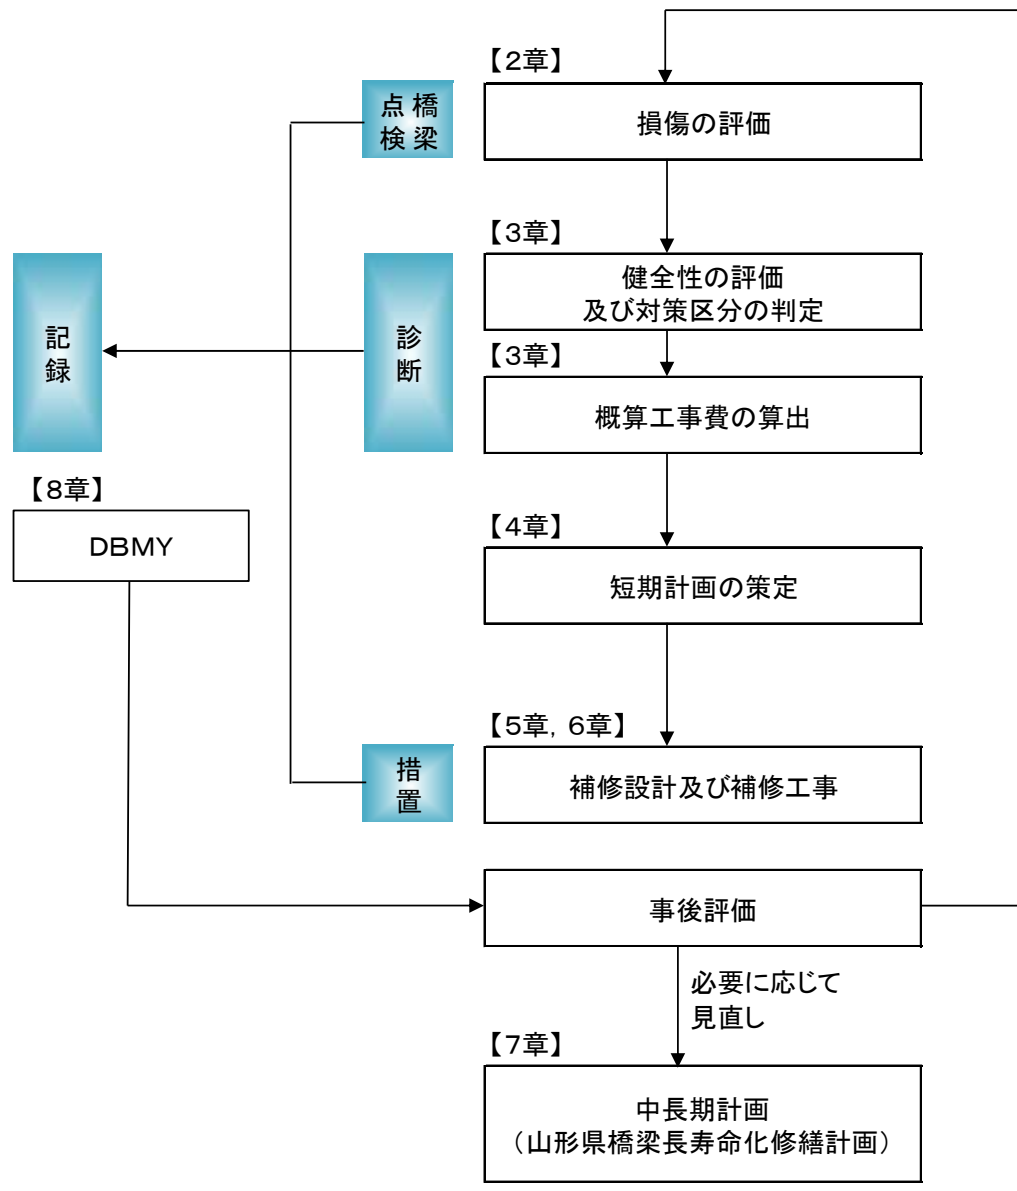 【2章】
橋梁
点検
損傷の評価
【3章】
健全性の評価
及び対策区分の判定
記録
診断
【3章】
概算工事費の算出
【8章】
DBMY
【4章】
短期計画の策定
【5章，6章】
措置
補修設計及び補修工事
事後評価
必要に応じて
見直し
【7章】
中長期計画
（山形県橋梁長寿命化修繕計画）